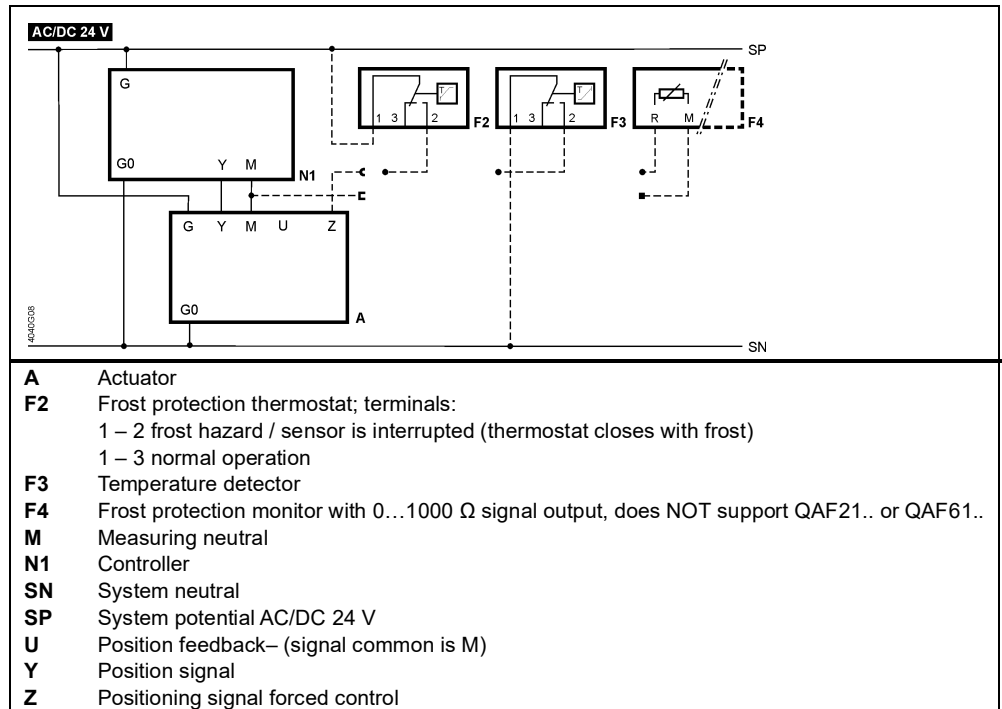 AC/DC 24 V
SP
G
1 3 2
F2
1 3 2
F3
R M
F4
G0 Y M
N1
G Y M U Z
G0
A
4040G08
SN
A Actuator
F2 Frost protection thermostat; terminals:
1 – 2 frost hazard / sensor is interrupted (thermostat closes with frost)
1 – 3 normal operation
F3 Temperature detector
F4 Frost protection monitor with 0…1000 Ω signal output, does NOT support QAF21.. or QAF61..
M Measuring neutral
N1 Controller
SN System neutral
SP System potential AC/DC 24 V
U Position feedback– (signal common is M)
Y Position signal
Z Positioning signal forced control